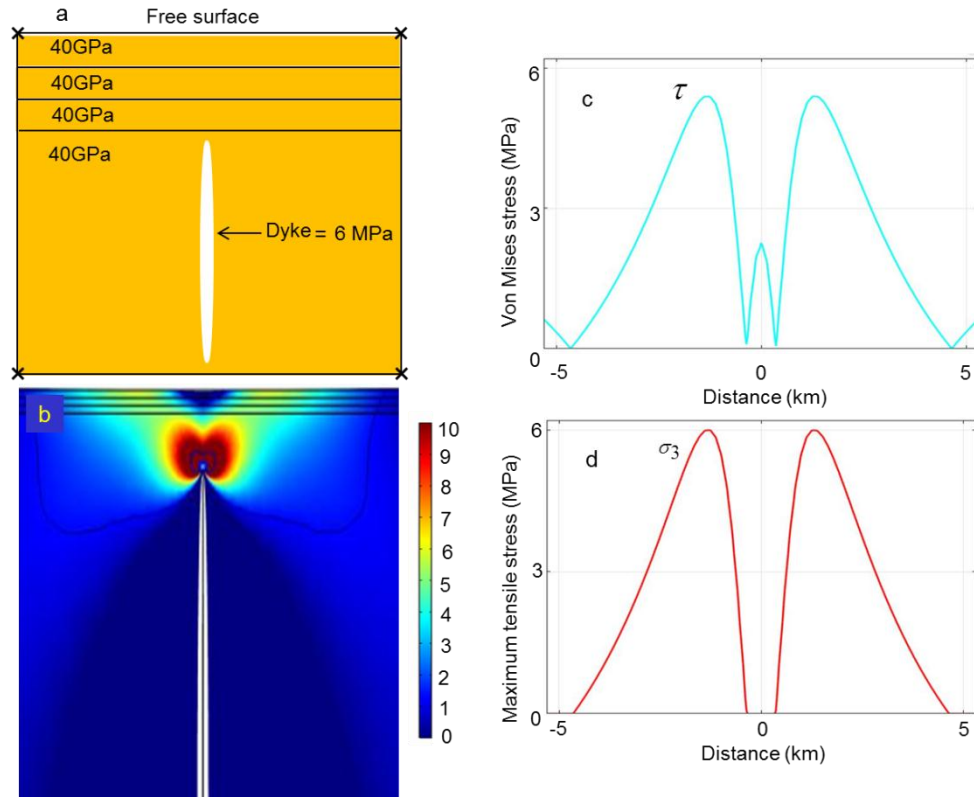 a
Free surface
40GPa
40GPa
40GPa
40GPa
Dyke = 6 MPa
b
10
9
8
7
6
5
4
3
2
1
0
c
τ
6
3
0
Von Mises stress (MPa)
-5
0
5
Distance (km)
d
σ3
6
3
0
Maximum tensile stress (MPa)
-5
0
5
Distance (km)